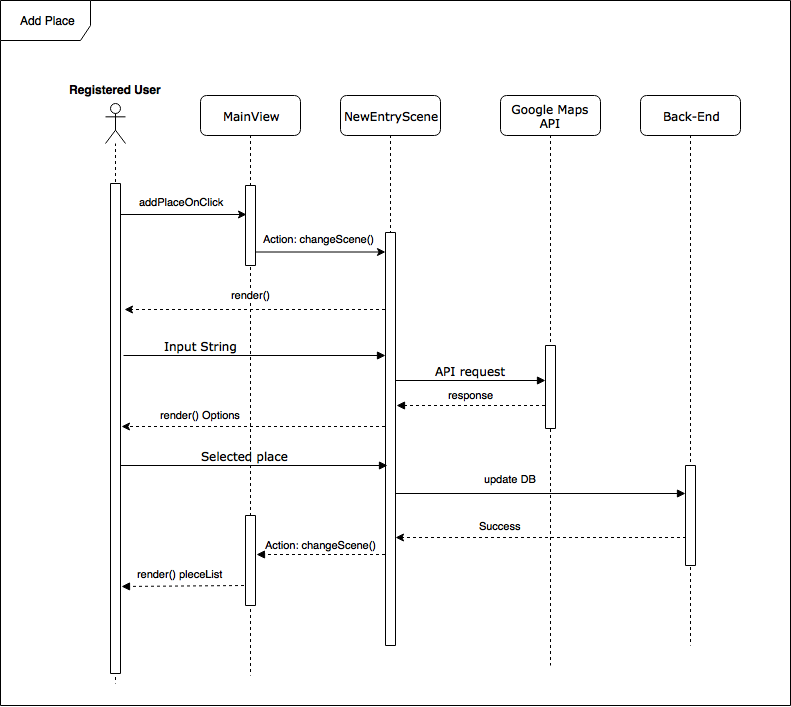 Add Place
Registered User
MainView
NewEntryScene
Google Maps
API
Back-End
addPlaceOnClick
Action: changeScene()
render()
Input String
API request
response
render() Options
Selected place
update DB
Success
Action: changeScene()
render() pleceList